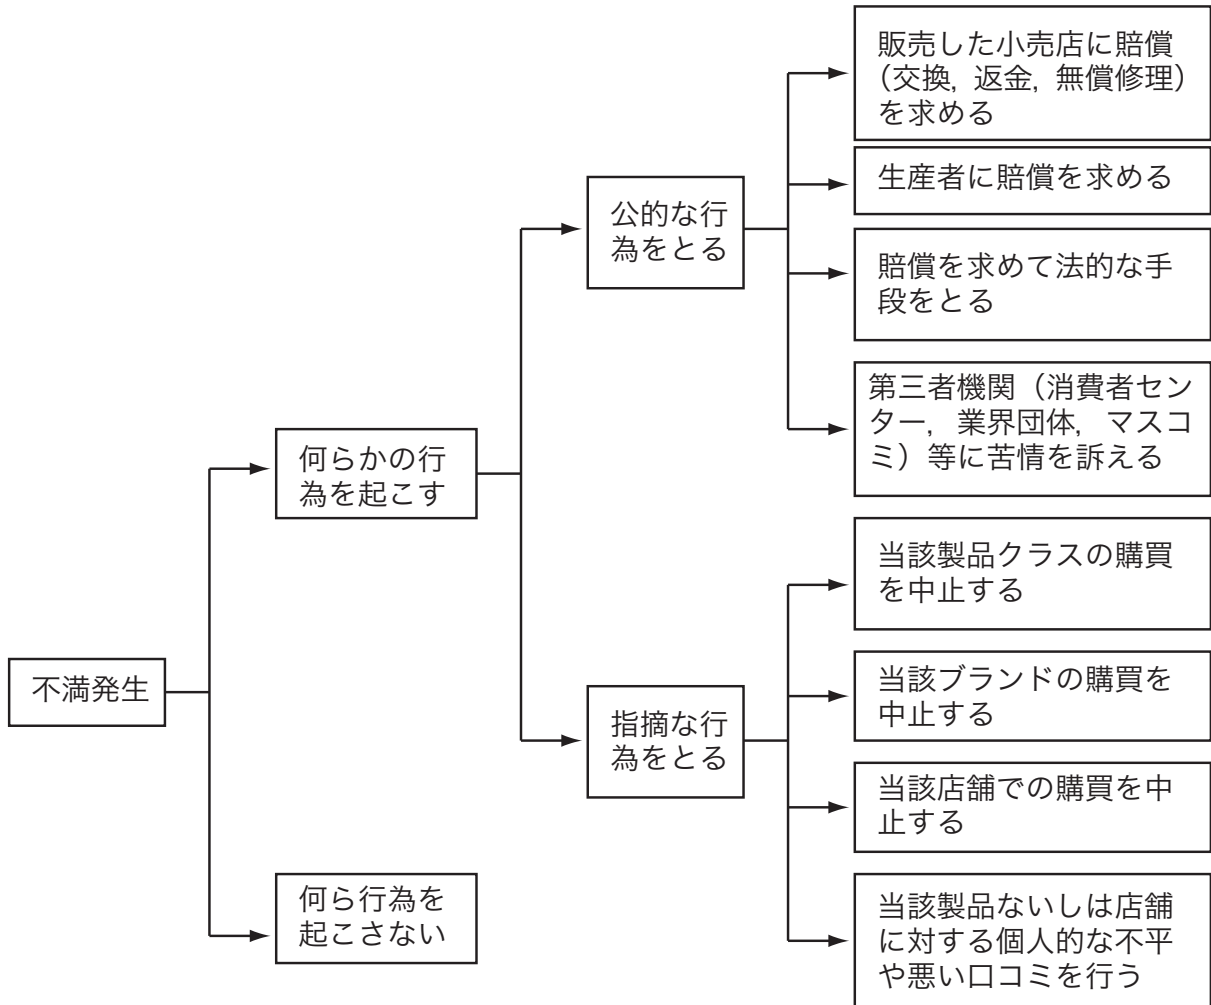 不満発生
何らかの行
為を起こす
何ら行為を
起こさない
公的な行
為をとる
指摘な行
為をとる
販売した小売店に賠償
（交換, 返金, 無償修理）
を求める
生産者に賠償を求める
賠償を求めて法的な手
段をとる
第三者機関（消費者セン
ター, 業界団体, マスコ
ミ）等に苦情を訴える
当該製品クラスの購買
を中止する
当該ブランドの購買を
中止する
当該店舗での購買を中
止する
当該製品ないしは店舗
に対する個人的な不平
や悪い口コミを行う